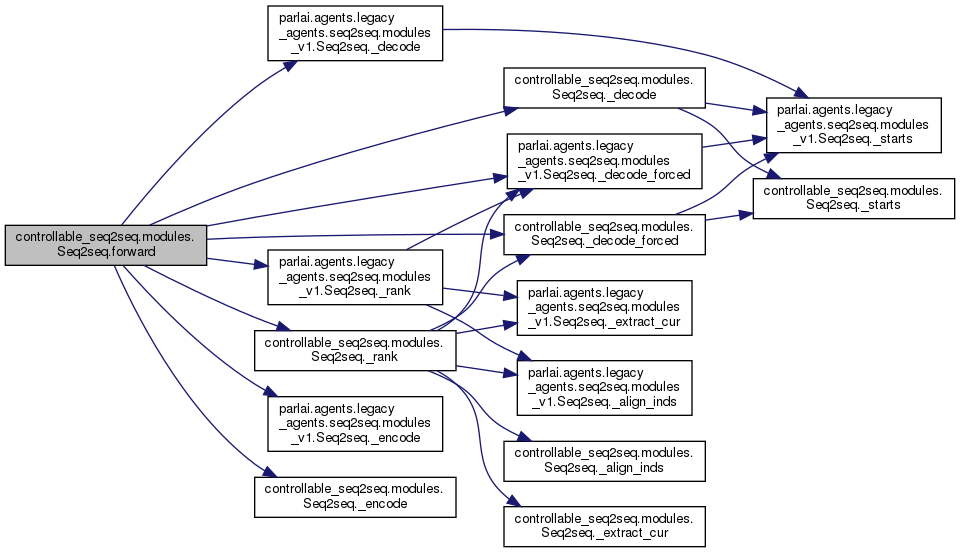 parlai.agents.legacy
_agents.seq2seq.modules
_v1.Seq2seq._decode
controllable_seq2seq.modules.
Seq2seq._decode
parlai.agents.legacy
_agents.seq2seq.modules
_v1.Seq2seq._starts
parlai.agents.legacy
_agents.seq2seq.modules
_v1.Seq2seq._decode_forced
controllable_seq2seq.modules.
Seq2seq._starts
controllable_seq2seq.modules.
Seq2seq.forward
controllable_seq2seq.modules.
Seq2seq._decode_forced
parlai.agents.legacy
_agents.seq2seq.modules
_v1.Seq2seq._rank
parlai.agents.legacy
_agents.seq2seq.modules
_v1.Seq2seq._extract_cur
controllable_seq2seq.modules.
Seq2seq._rank
parlai.agents.legacy
_agents.seq2seq.modules
_v1.Seq2seq._align_inds
parlai.agents.legacy
_agents.seq2seq.modules
_v1.Seq2seq._encode
controllable_seq2seq.modules.
Seq2seq._align_inds
controllable_seq2seq.modules.
Seq2seq._encode
controllable_seq2seq.modules.
Seq2seq._extract_cur